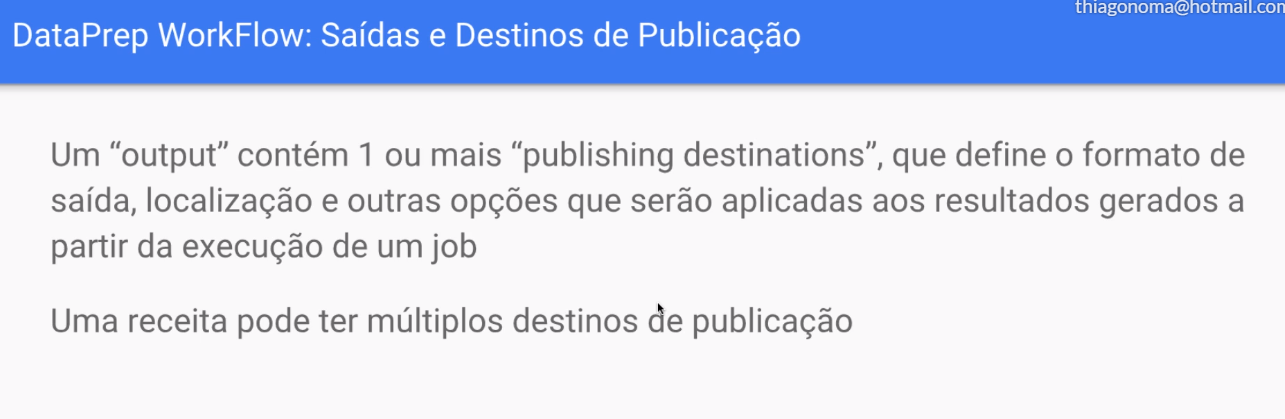 thiagonoma@hotmail.com
DataPrep WorkFlow: Saídas e Destinos de Publicação
Um “output” contém 1 ou mais “publishing destinations”, que define o formato de
saída, localização e outras opções que serão aplicadas aos resultados gerados a
partir da execução de um job
Uma receita pode ter múltiplos destinos de publicação